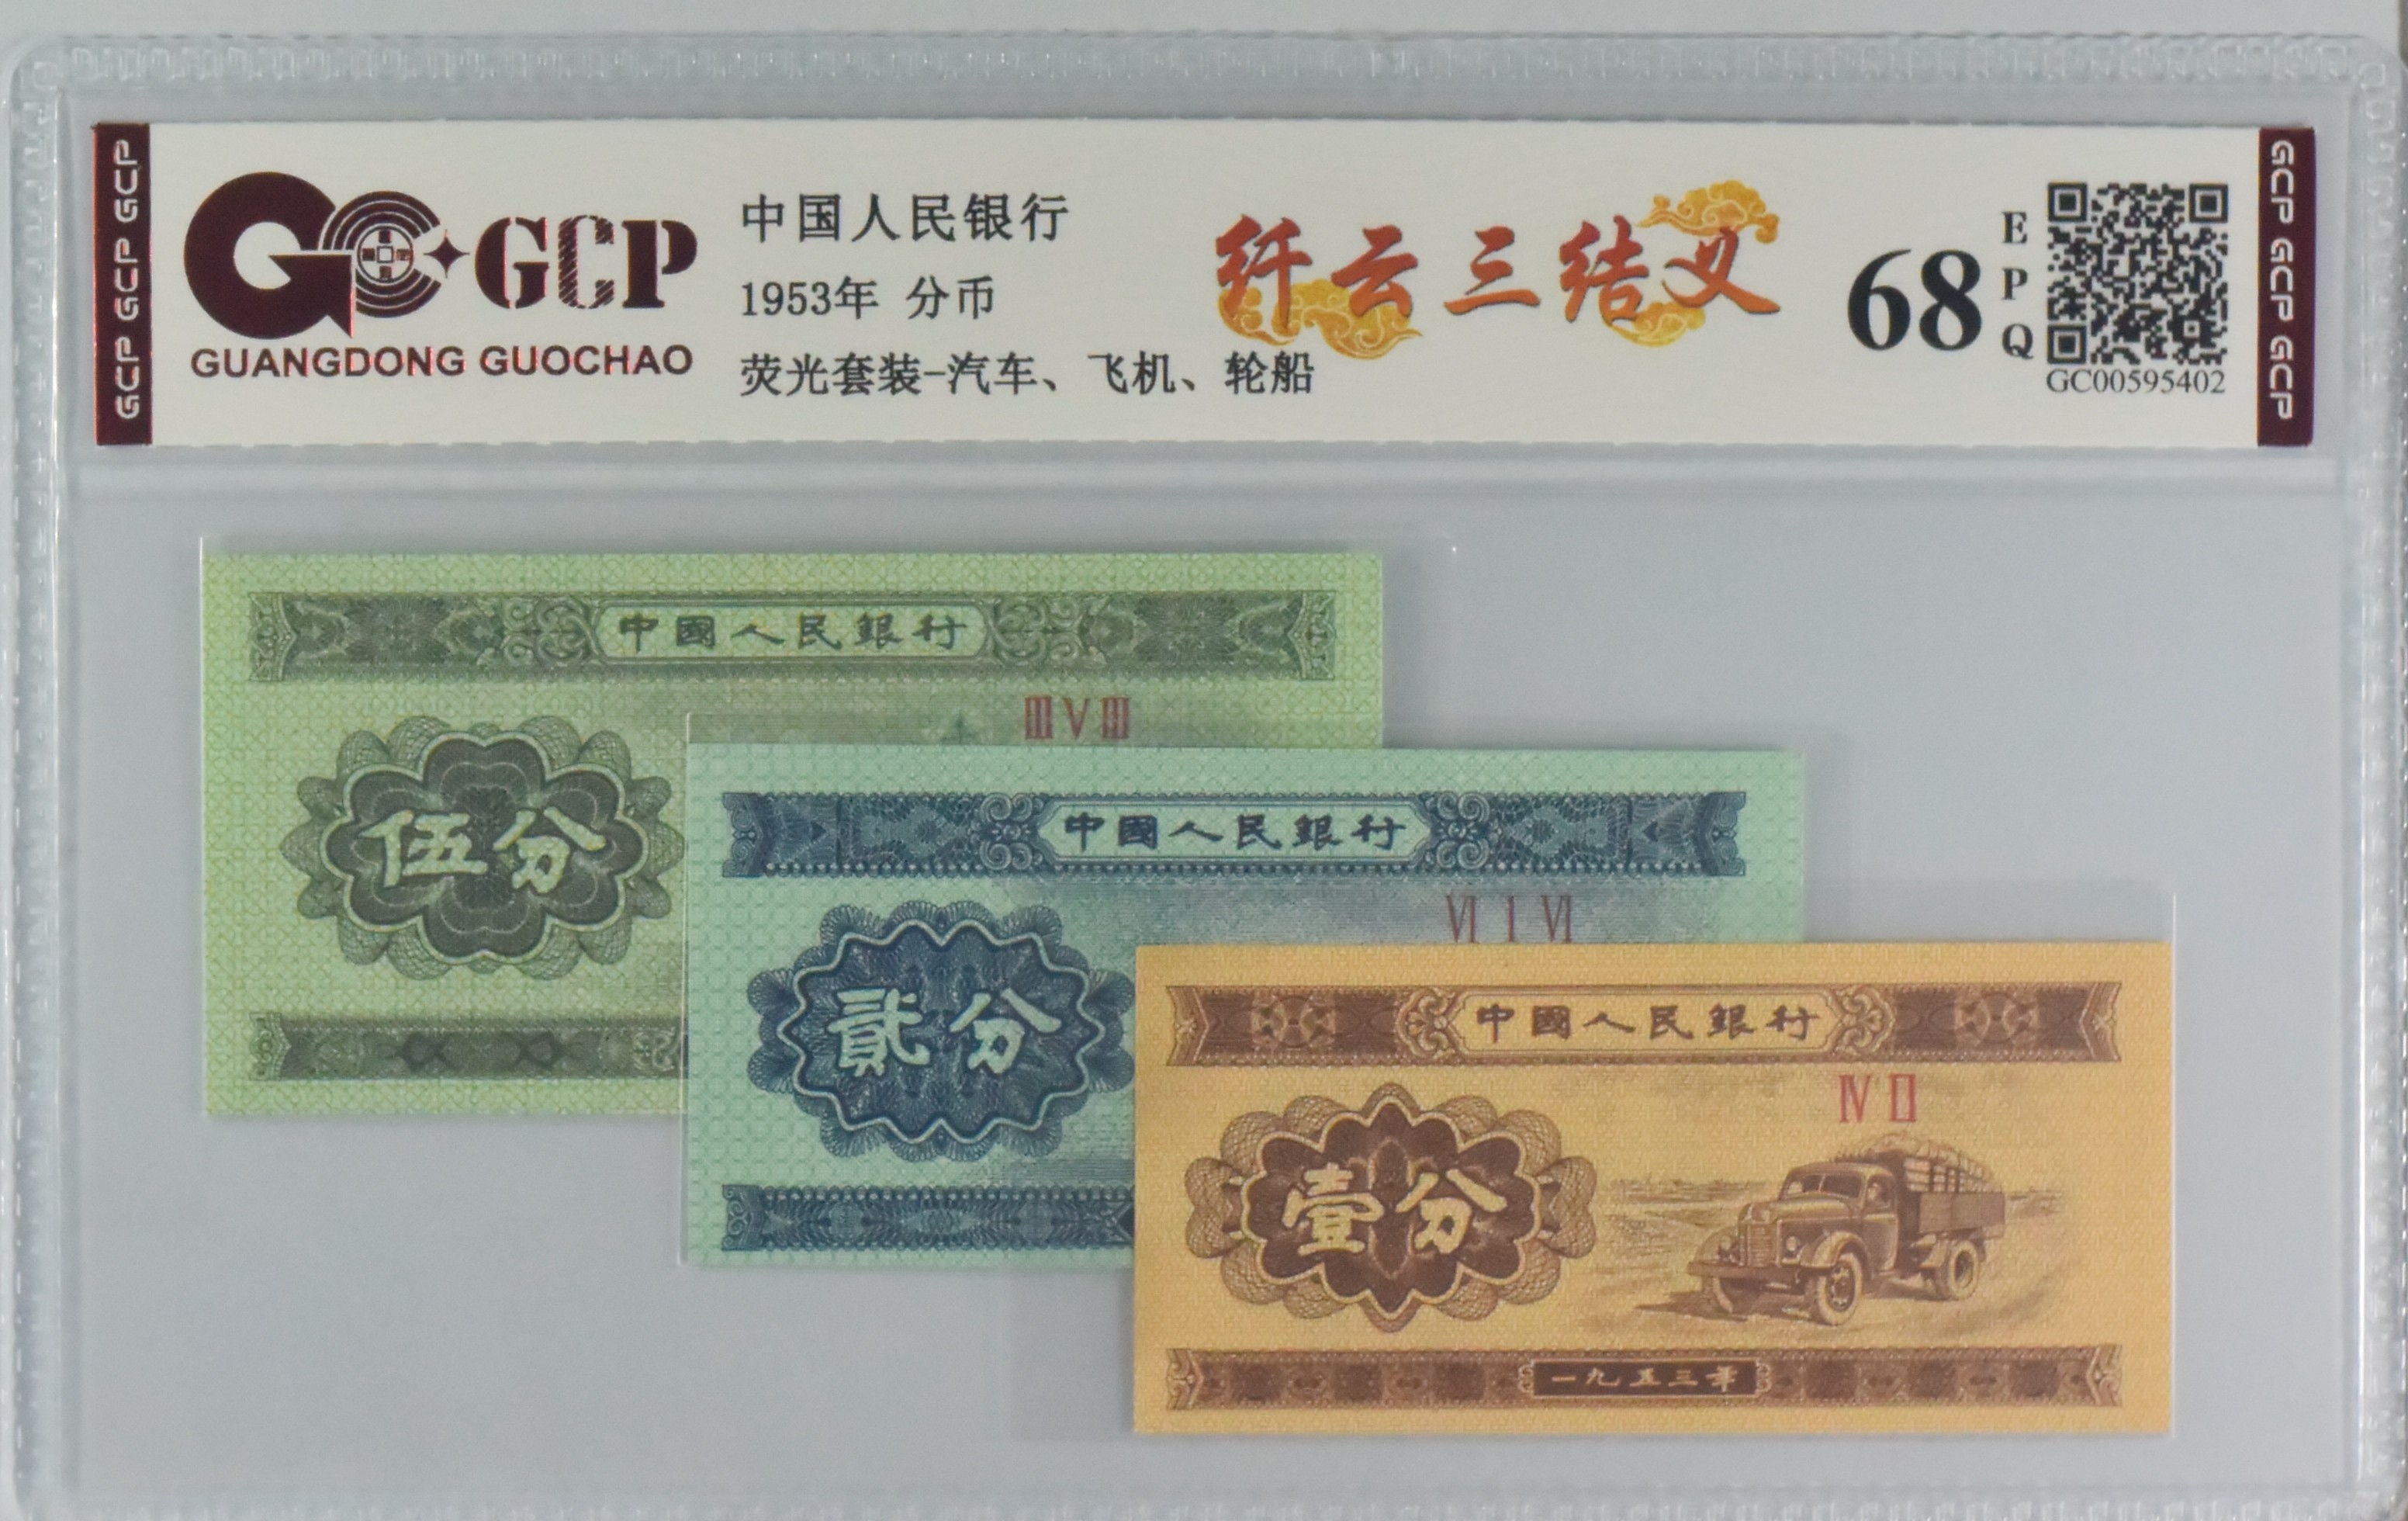 GCP GCP GCP
GCP
GUANGDONG GUOCHAO
中国人民银行
1953年 分币
荧光套装-汽车、飞机、轮船
纤云三结义
68
EPQ
GC00595402
GCP GCP GCP
中國人民銀行
ⅢⅤⅢ
伍分
中國人民銀行
Ⅵ Ⅰ Ⅵ
貳分
中國人民銀行
Ⅳ Ⅱ
壹分
一九五三年